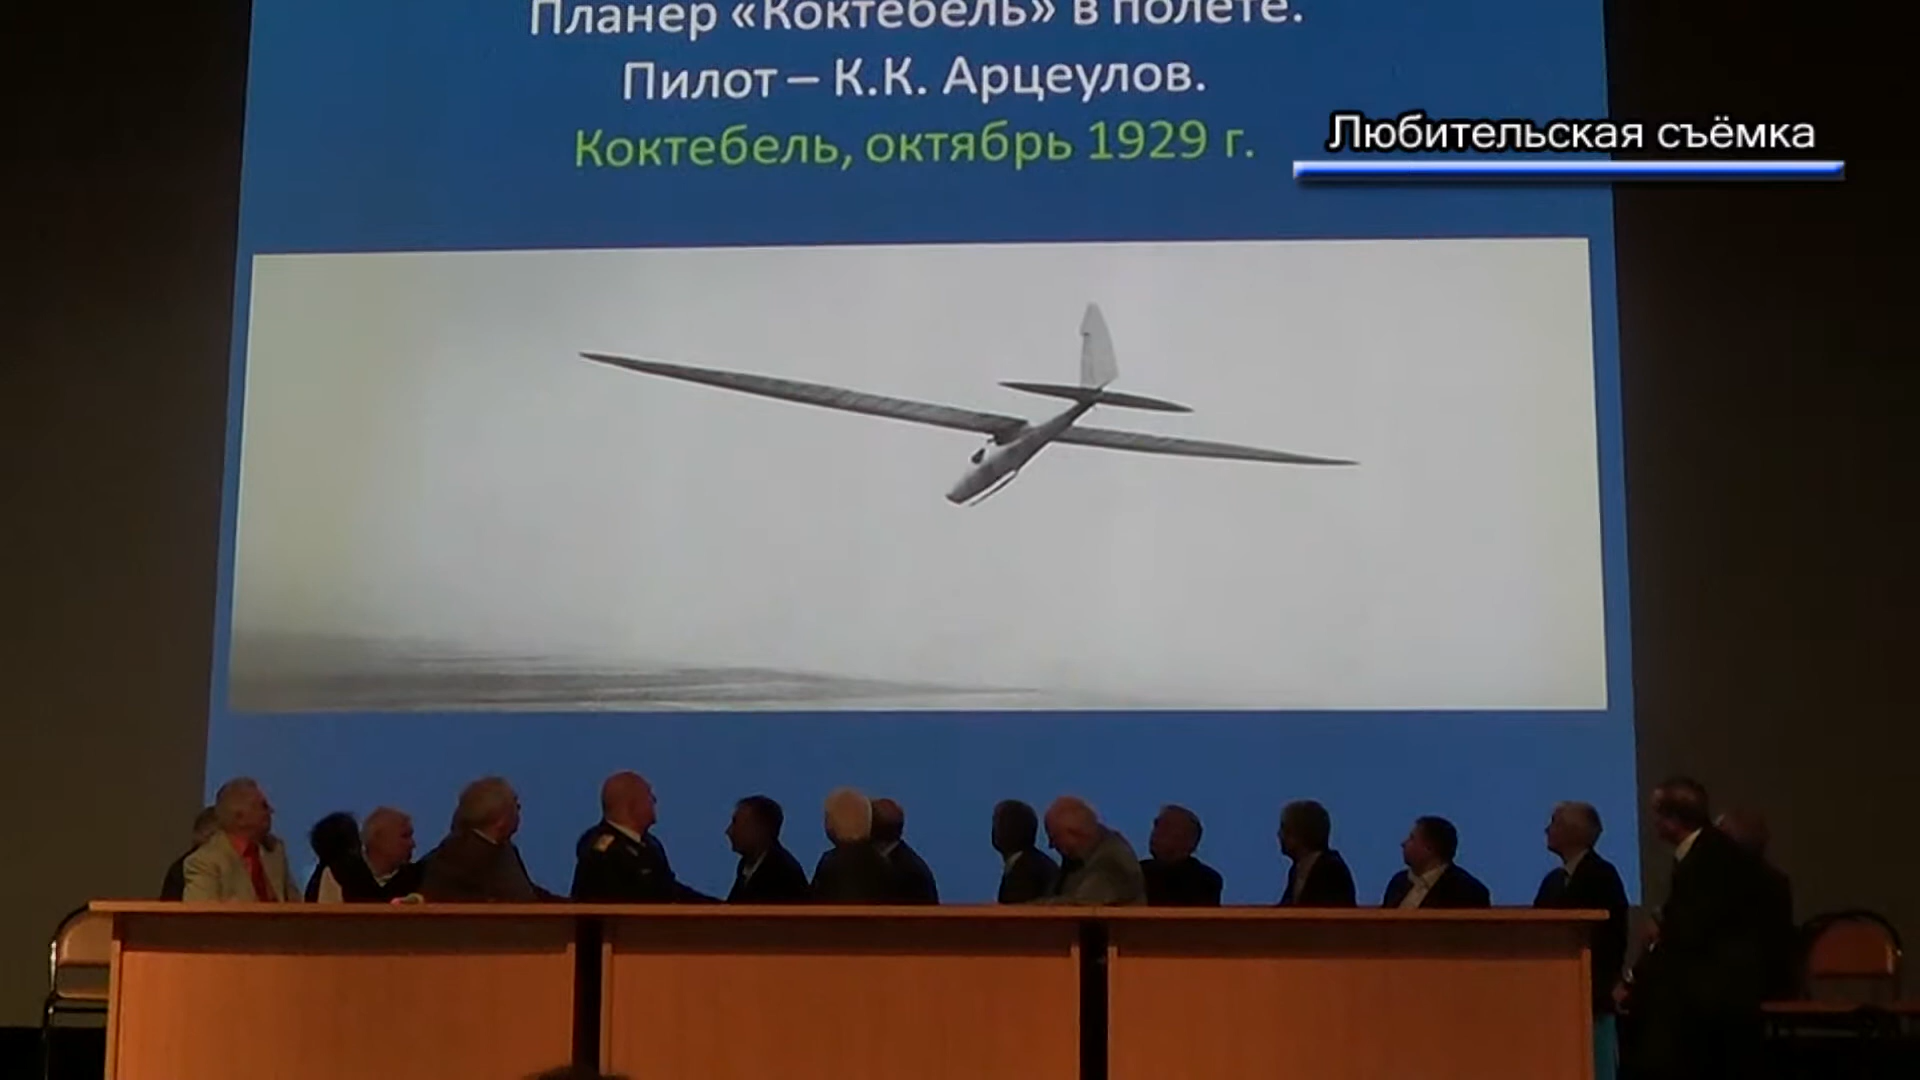 Планер «Коктебель» в полете.
Пилот – К.К. Арцеулов.
Коктебель, октябрь 1929 г.
Любительская съёмка